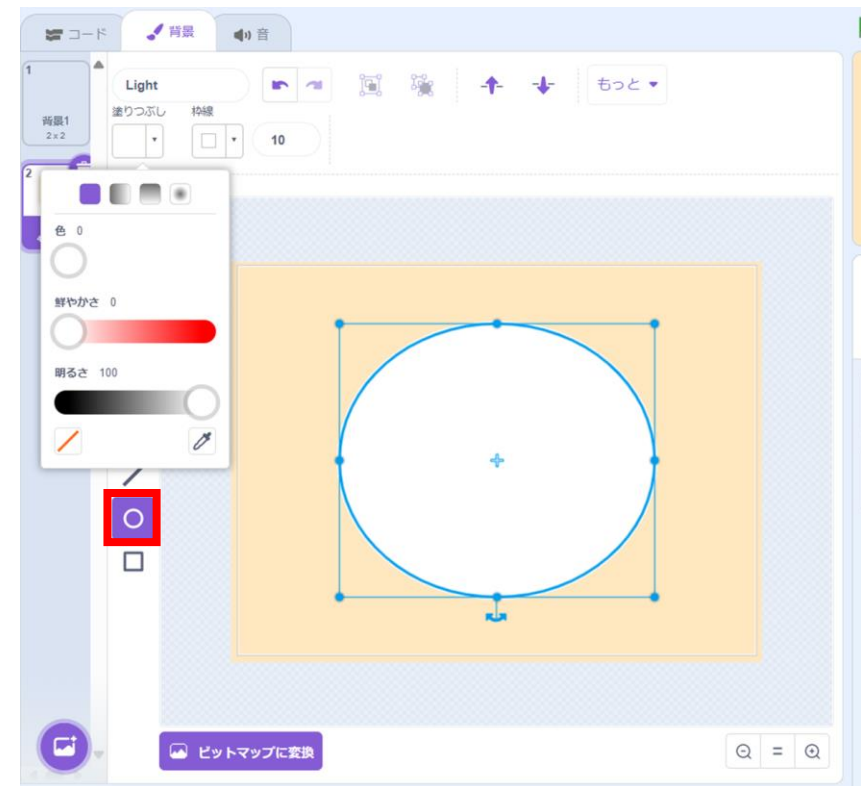 コード
背景
音
1
背景1
2 x 2
2
Light
もっと
塗りつぶし
枠線
10
色 0
鮮やかさ 0
明るさ 100
ビットマップに変換